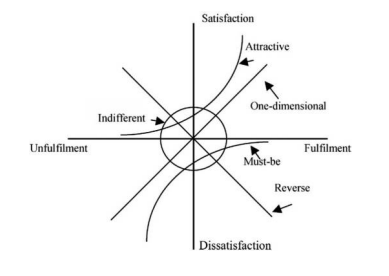 Satisfaction
Attractive
One-dimensional
Indifferent
Unfulfilment
Fulfilment
Must-be
Reverse
Dissatisfaction